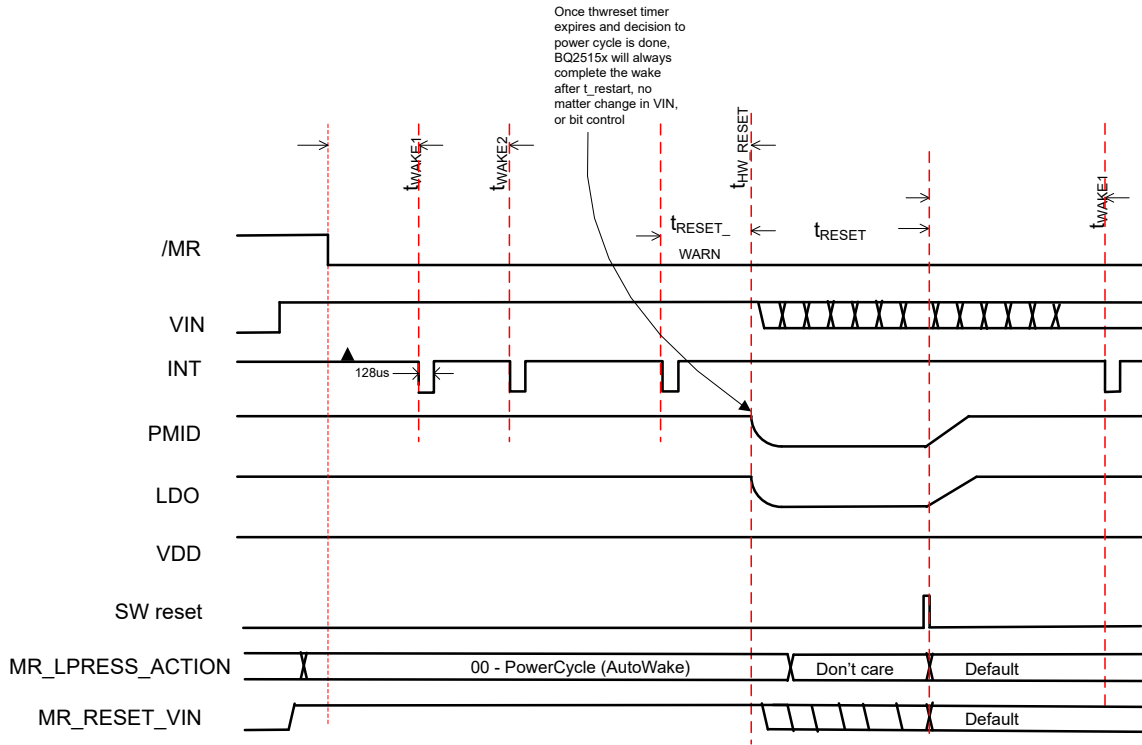 Once thwreset timer
expires and decision to
power cycle is done,
BQ2515x will always
complete the wake
after t_restart, no
matter change in VIN,
or bit control
tWAKE1
tWAKE2
tHW_RESET
tWAKE1
tRESET_
WARN
tRESET
/MR
VIN
INT
128us
PMID
LDO
VDD
SW reset
MR_LPRESS_ACTION
00 - PowerCycle (AutoWake)
Don't care
Default
MR_RESET_VIN
Default